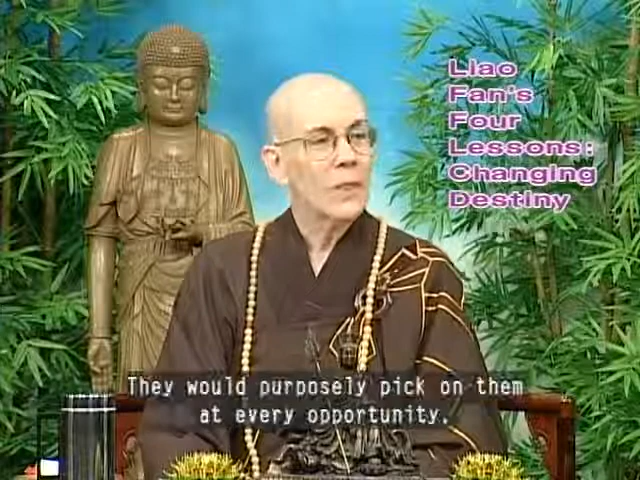 Liao
Fan's
Four
Lessons:
Changing
Destiny
They would purposely pick on them
at every opportunity.